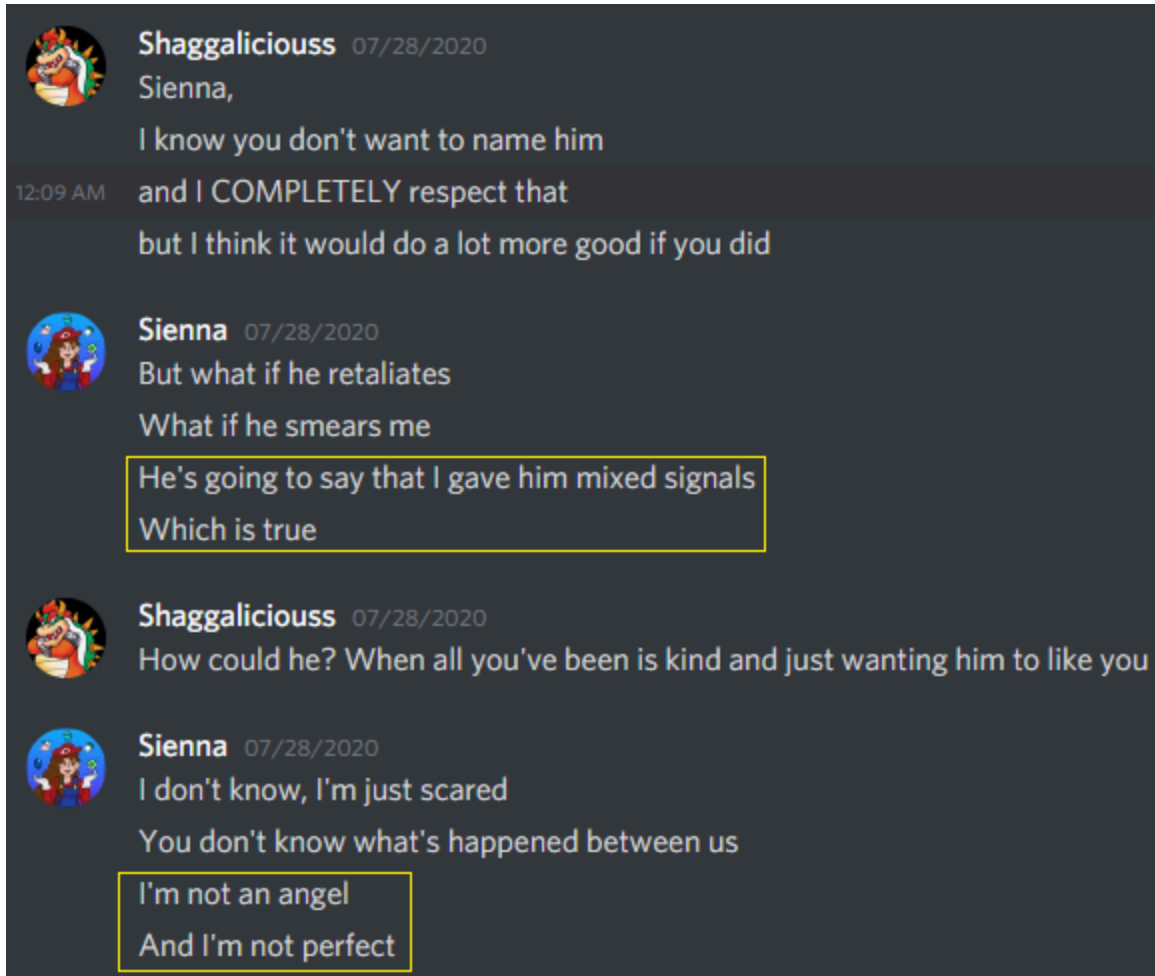 Shaggaliciouss 07/28/2020
Sienna,
I know you don't want to name him
12:09 AM and I COMPLETELY respect that
but I think it would do a lot more good if you did
Sienna 07/28/2020
But what if he retaliates
What if he smears me
He's going to say that I gave him mixed signals
Which is true
Shaggaliciouss 07/28/2020
How could he? When all you've been is kind and just wanting him to like you
Sienna 07/28/2020
I don't know, I'm just scared
You don't know what's happened between us
I'm not an angel
And I'm not perfect